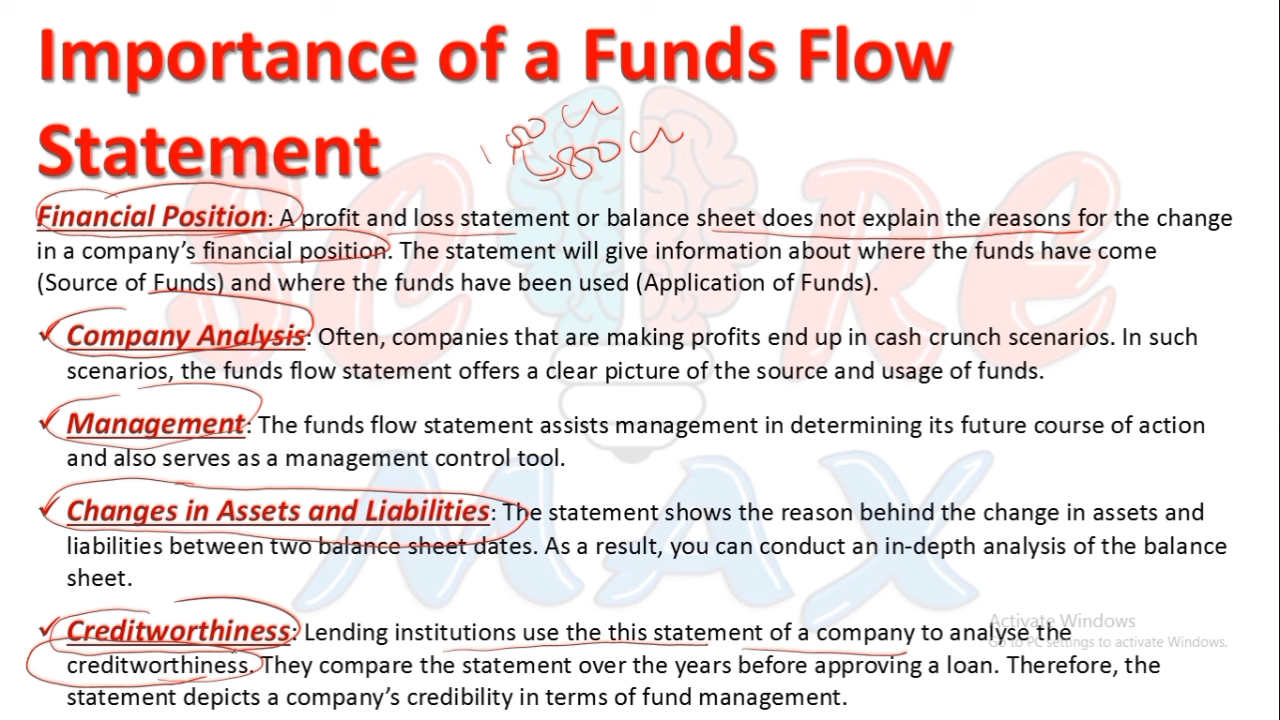 Importance of a Funds Flow
Statement
Financial Position: A profit and loss statement or balance sheet does not explain the reasons for the change
in a company's financial position. The statement will give information about where the funds have come
(Source of Funds) and where the funds have been used (Application of Funds).
✓ Company Analysis: Often, companies that are making profits end up in cash crunch scenarios. In such
scenarios, the funds flow statement offers a clear picture of the source and usage of funds.
✓ Management: The funds flow statement assists management in determining its future course of action
and also serves as a management control tool.
✓ Changes in Assets and Liabilities: The statement shows the reason behind the change in assets and
liabilities between two balance sheet dates. As a result, you can conduct an in-depth analysis of the balance
sheet.
✓ Creditworthiness: Lending institutions use the this statement of a company to analyse the
creditworthiness. They compare the statement over the years before approving a loan. Therefore, the
statement depicts a company's credibility in terms of fund management.
SCORE
MAX
Activate Windows
Go to PC settings to activate Windows.